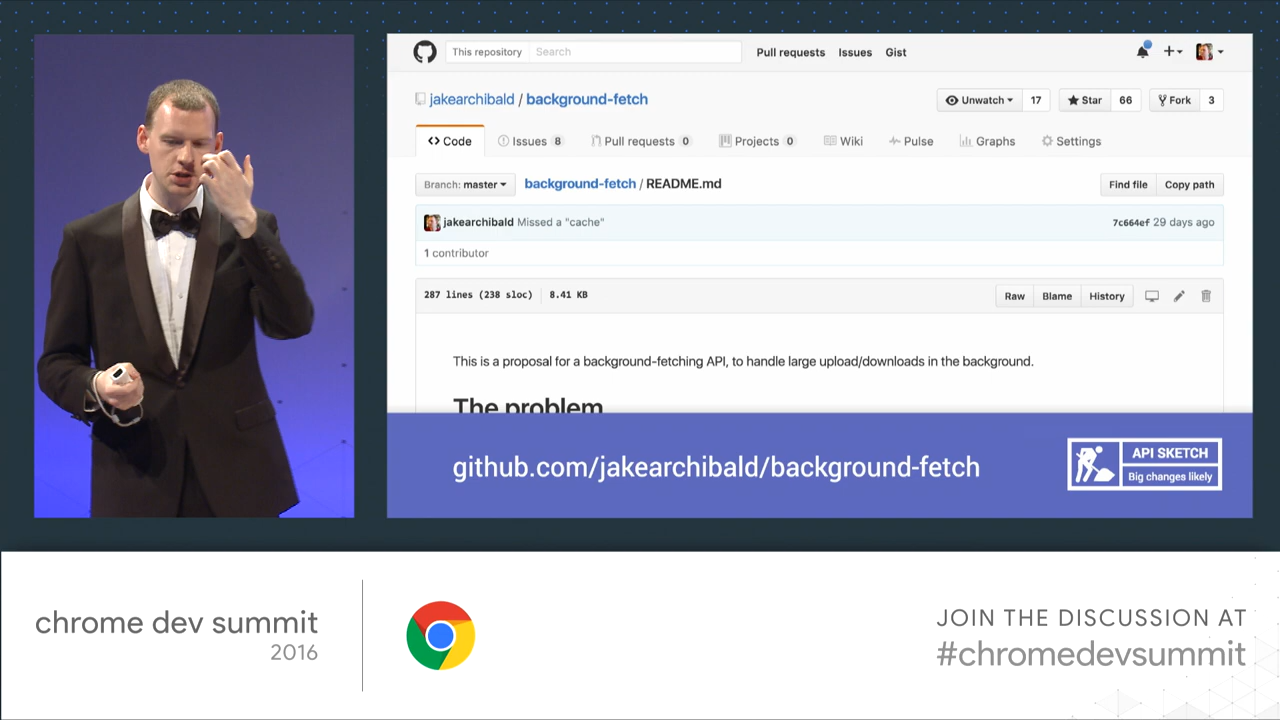 This repository Search Pull requests Issues Gist
jakearchibald / background-fetch Unwatch 17 Star 66 Fork 3
Code Issues 8 Pull requests 0 Projects 0 Wiki Pulse Graphs Settings
Branch: master background-fetch / README.md Find file Copy path
jakearchibald Missed a "cache" 7c664ef 29 days ago
1 contributor
287 lines (238 sloc) 8.41 KB Raw Blame History
This is a proposal for a background-fetching API, to handle large upload/downloads in the background.
The problem
github.com/jakearchibald/background-fetch
API SKETCH
Big changes likely
chrome dev summit
2016
JOIN THE DISCUSSION AT
#chromedevsummit